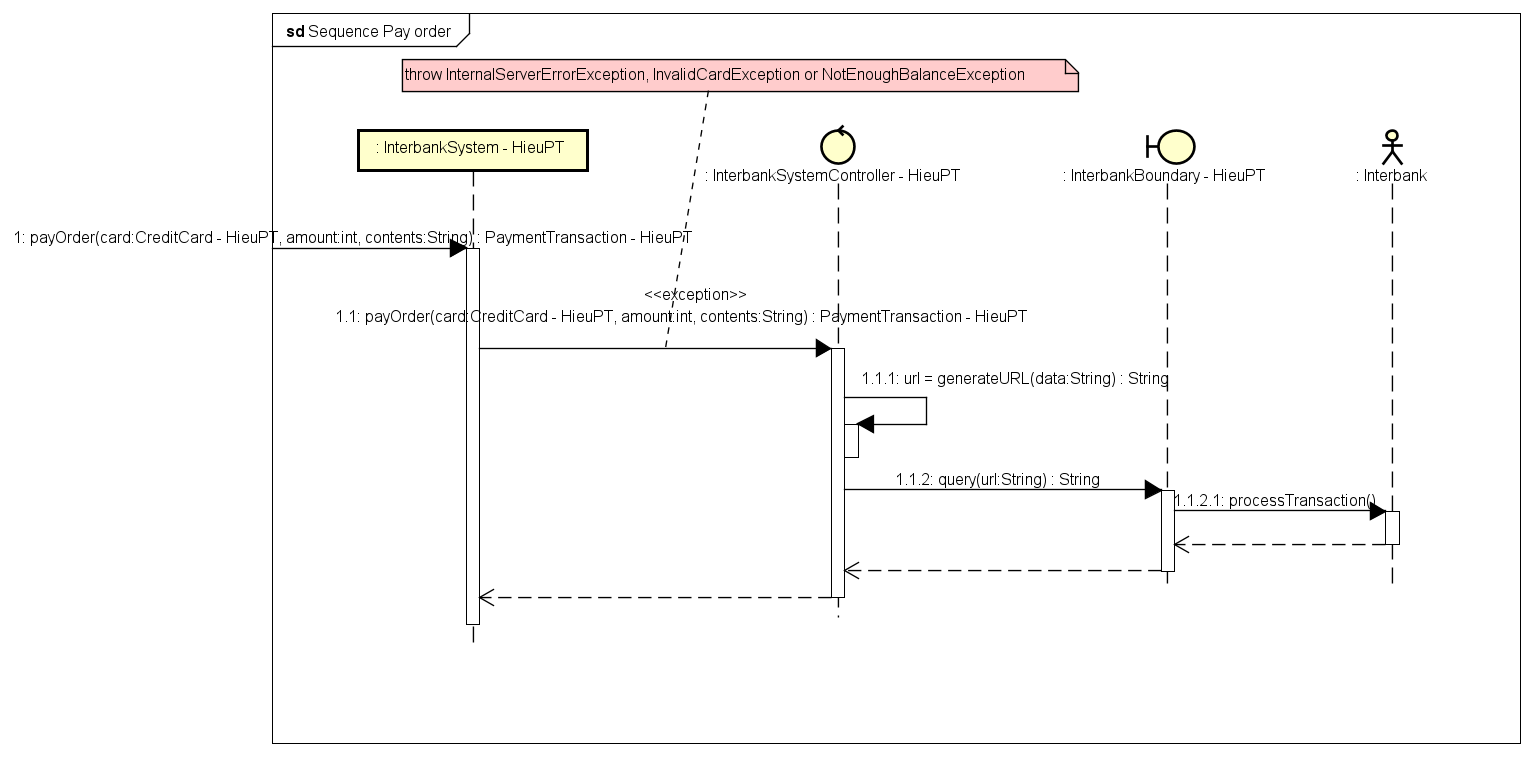 sd Sequence Pay order
throw InternalServerErrorException, InvalidCardException or NotEnoughBalanceException
: InterbankSystem - HieuPT
: InterbankSystemController - HieuPT
: InterbankBoundary - HieuPT
: Interbank
1: payOrder(card:CreditCard - HieuPT, amount:int, contents:String) : PaymentTransaction - HieuPT
<<exception>>
1.1: payOrder(card:CreditCard - HieuPT, amount:int, contents:String) : PaymentTransaction - HieuPT
1.1.1: url = generateURL(data:String) : String
1.1.2: query(url:String) : String
1.1.2.1: processTransaction()